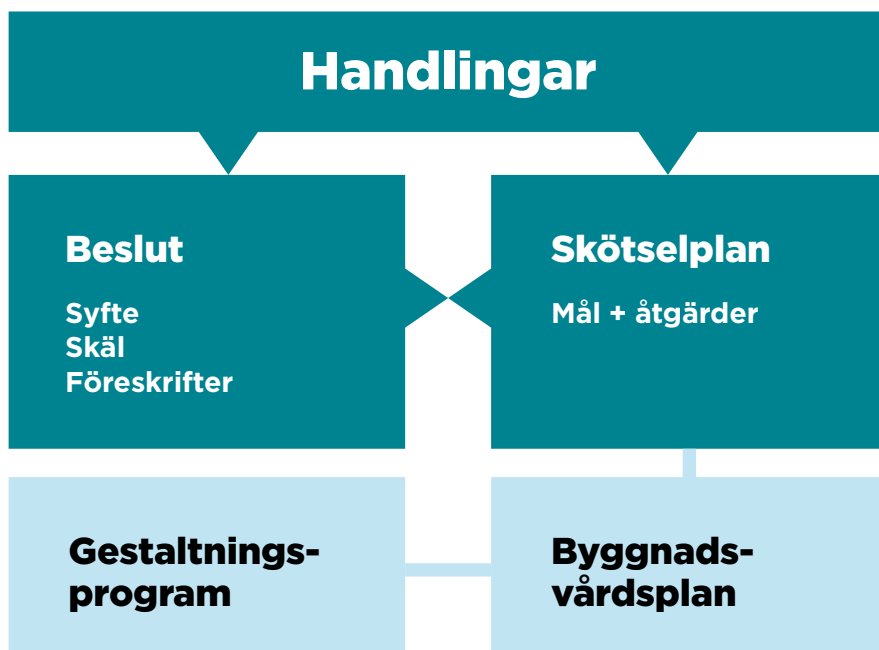 Handlingar
Beslut
Syfte
Skäl
Föreskrifter
Skötselplan
Mål + åtgärder
Gestaltnings-
program
Byggnads-
vårdsplan